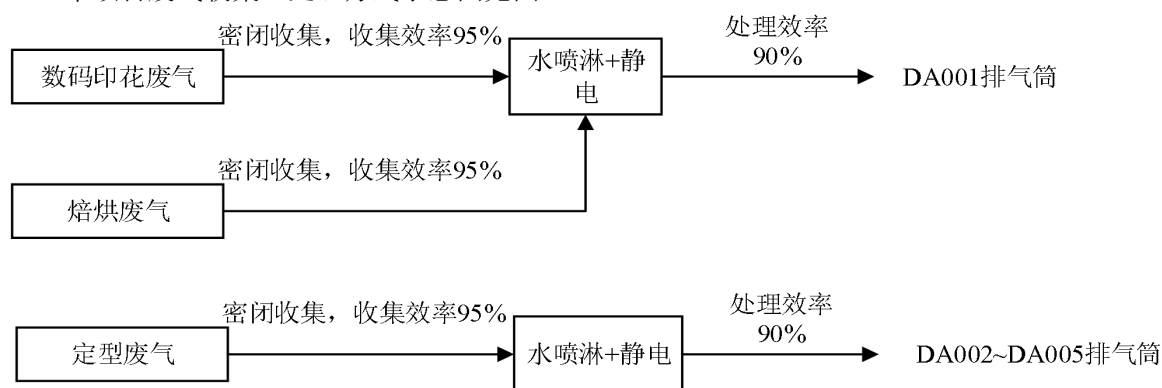 密闭收集，收集效率95%
处理效率
90%
数码印花废气
水喷淋+静
电
DA001排气筒
密闭收集，收集效率95%
焙烘废气
密闭收集，收集效率95%
处理效率
90%
定型废气
水喷淋+静电
DA002~DA005排气筒